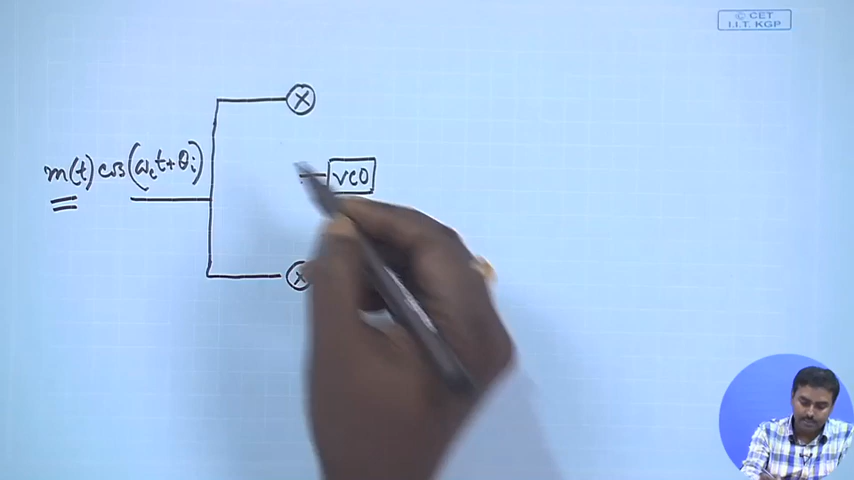 © CET
I.I.T. KGP
m(t) cos(ω_c t+θ_i)
VCO